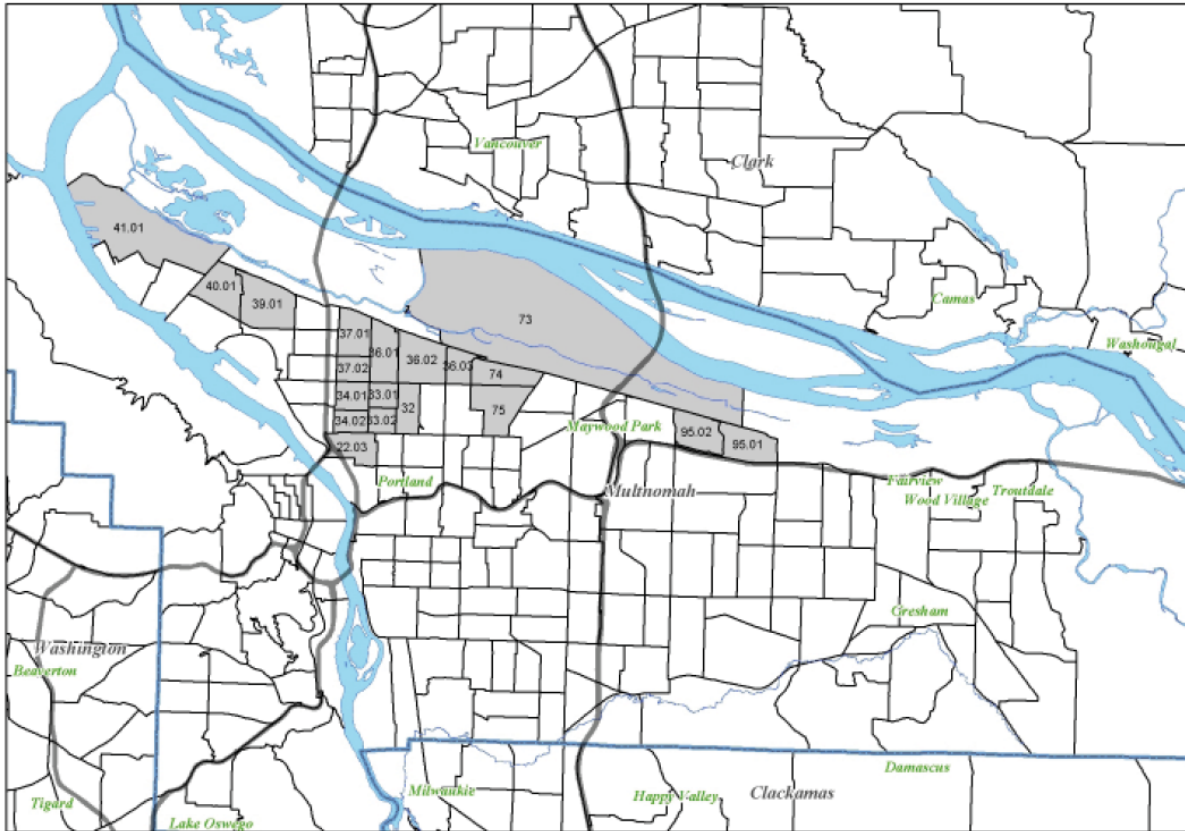 Vancouver
Clark
41.01
40.01
39.01
73
Camas
Washougal
37.01
36.01
36.02
36.03
37.02
74
34.01
33.01
32
75
34.02
33.02
22.03
Maywood Park
95.02
95.01
Portland
Multnomah
Fairview
Wood Village
Troutdale
Gresham
Washington
Beaverton
Damascus
Milwaukie
Happy Valley
Clackamas
Tigard
Lake Oswego